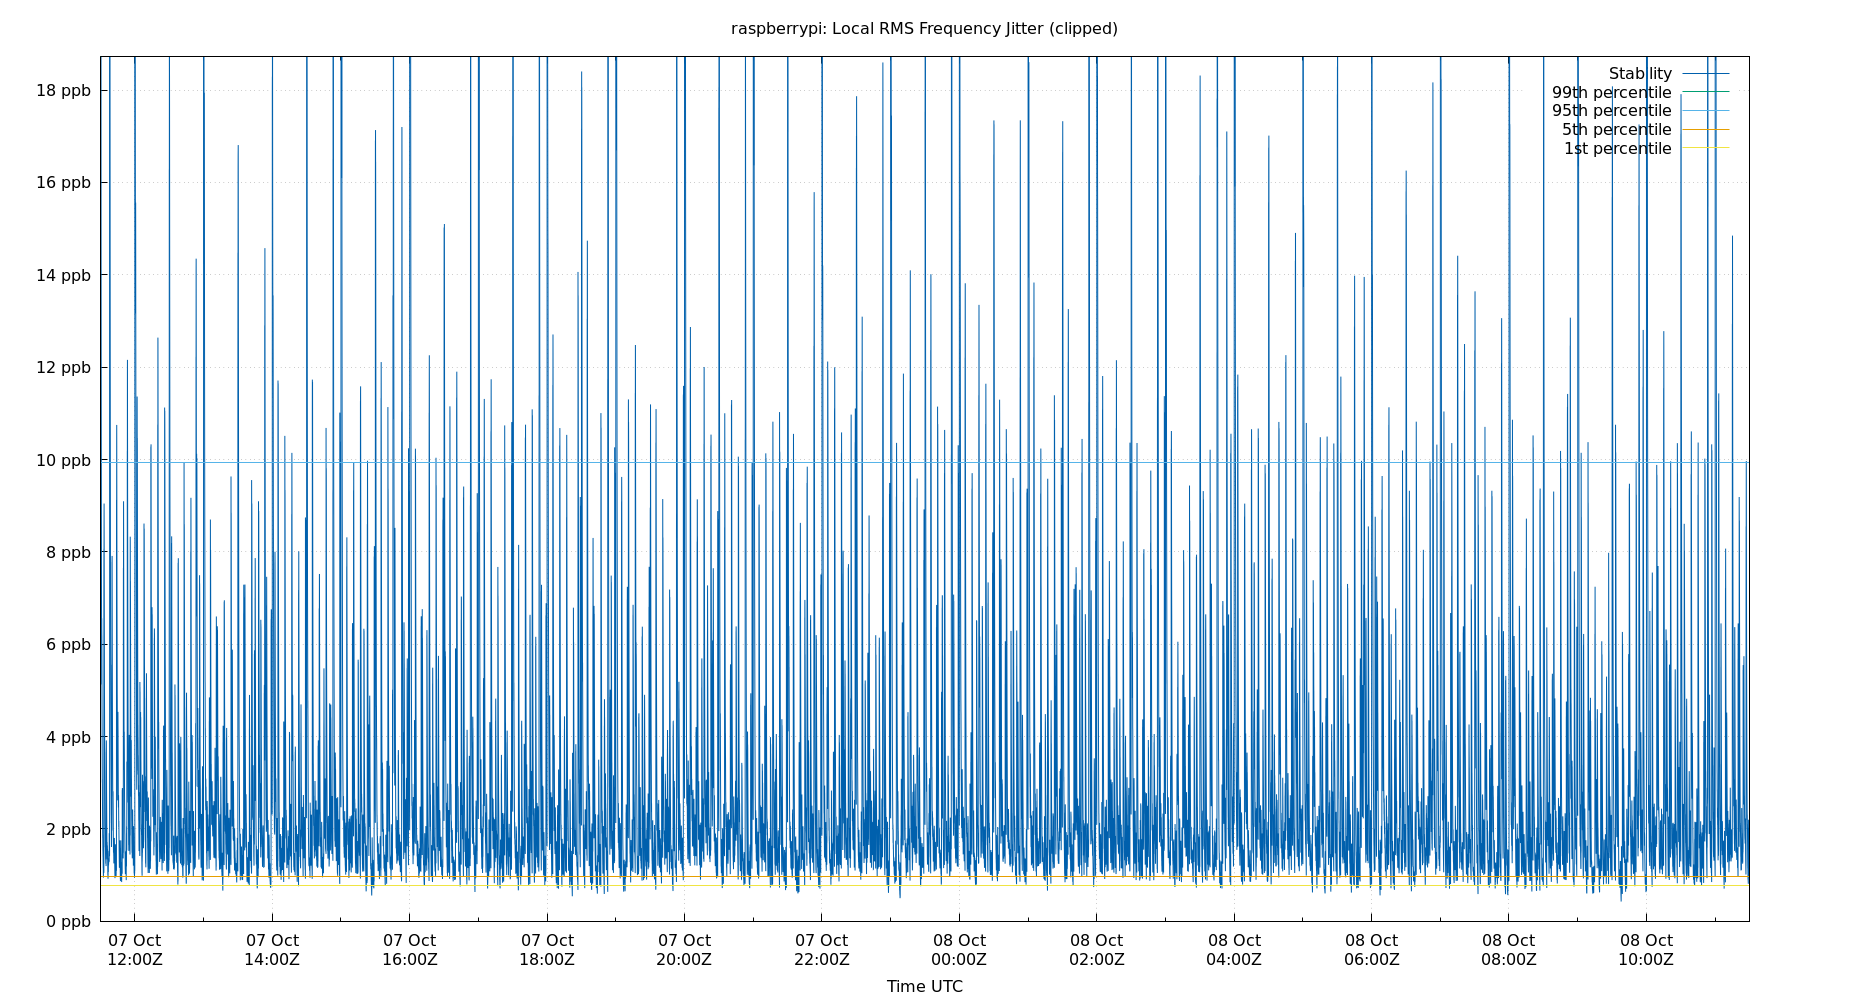 raspberrypi: Local RMS Frequency Jitter (clipped)
Stability
99th percentile
95th percentile
5th percentile
1st percentile
18 ppb
16 ppb
14 ppb
12 ppb
10 ppb
8 ppb
6 ppb
4 ppb
2 ppb
0 ppb
07 Oct 07 Oct 07 Oct 07 Oct 07 Oct 07 Oct 08 Oct 08 Oct 08 Oct 08 Oct 08 Oct 08 Oct
12:00Z 14:00Z 16:00Z 18:00Z 20:00Z 22:00Z 00:00Z 02:00Z 04:00Z 06:00Z 08:00Z 10:00Z
Time UTC